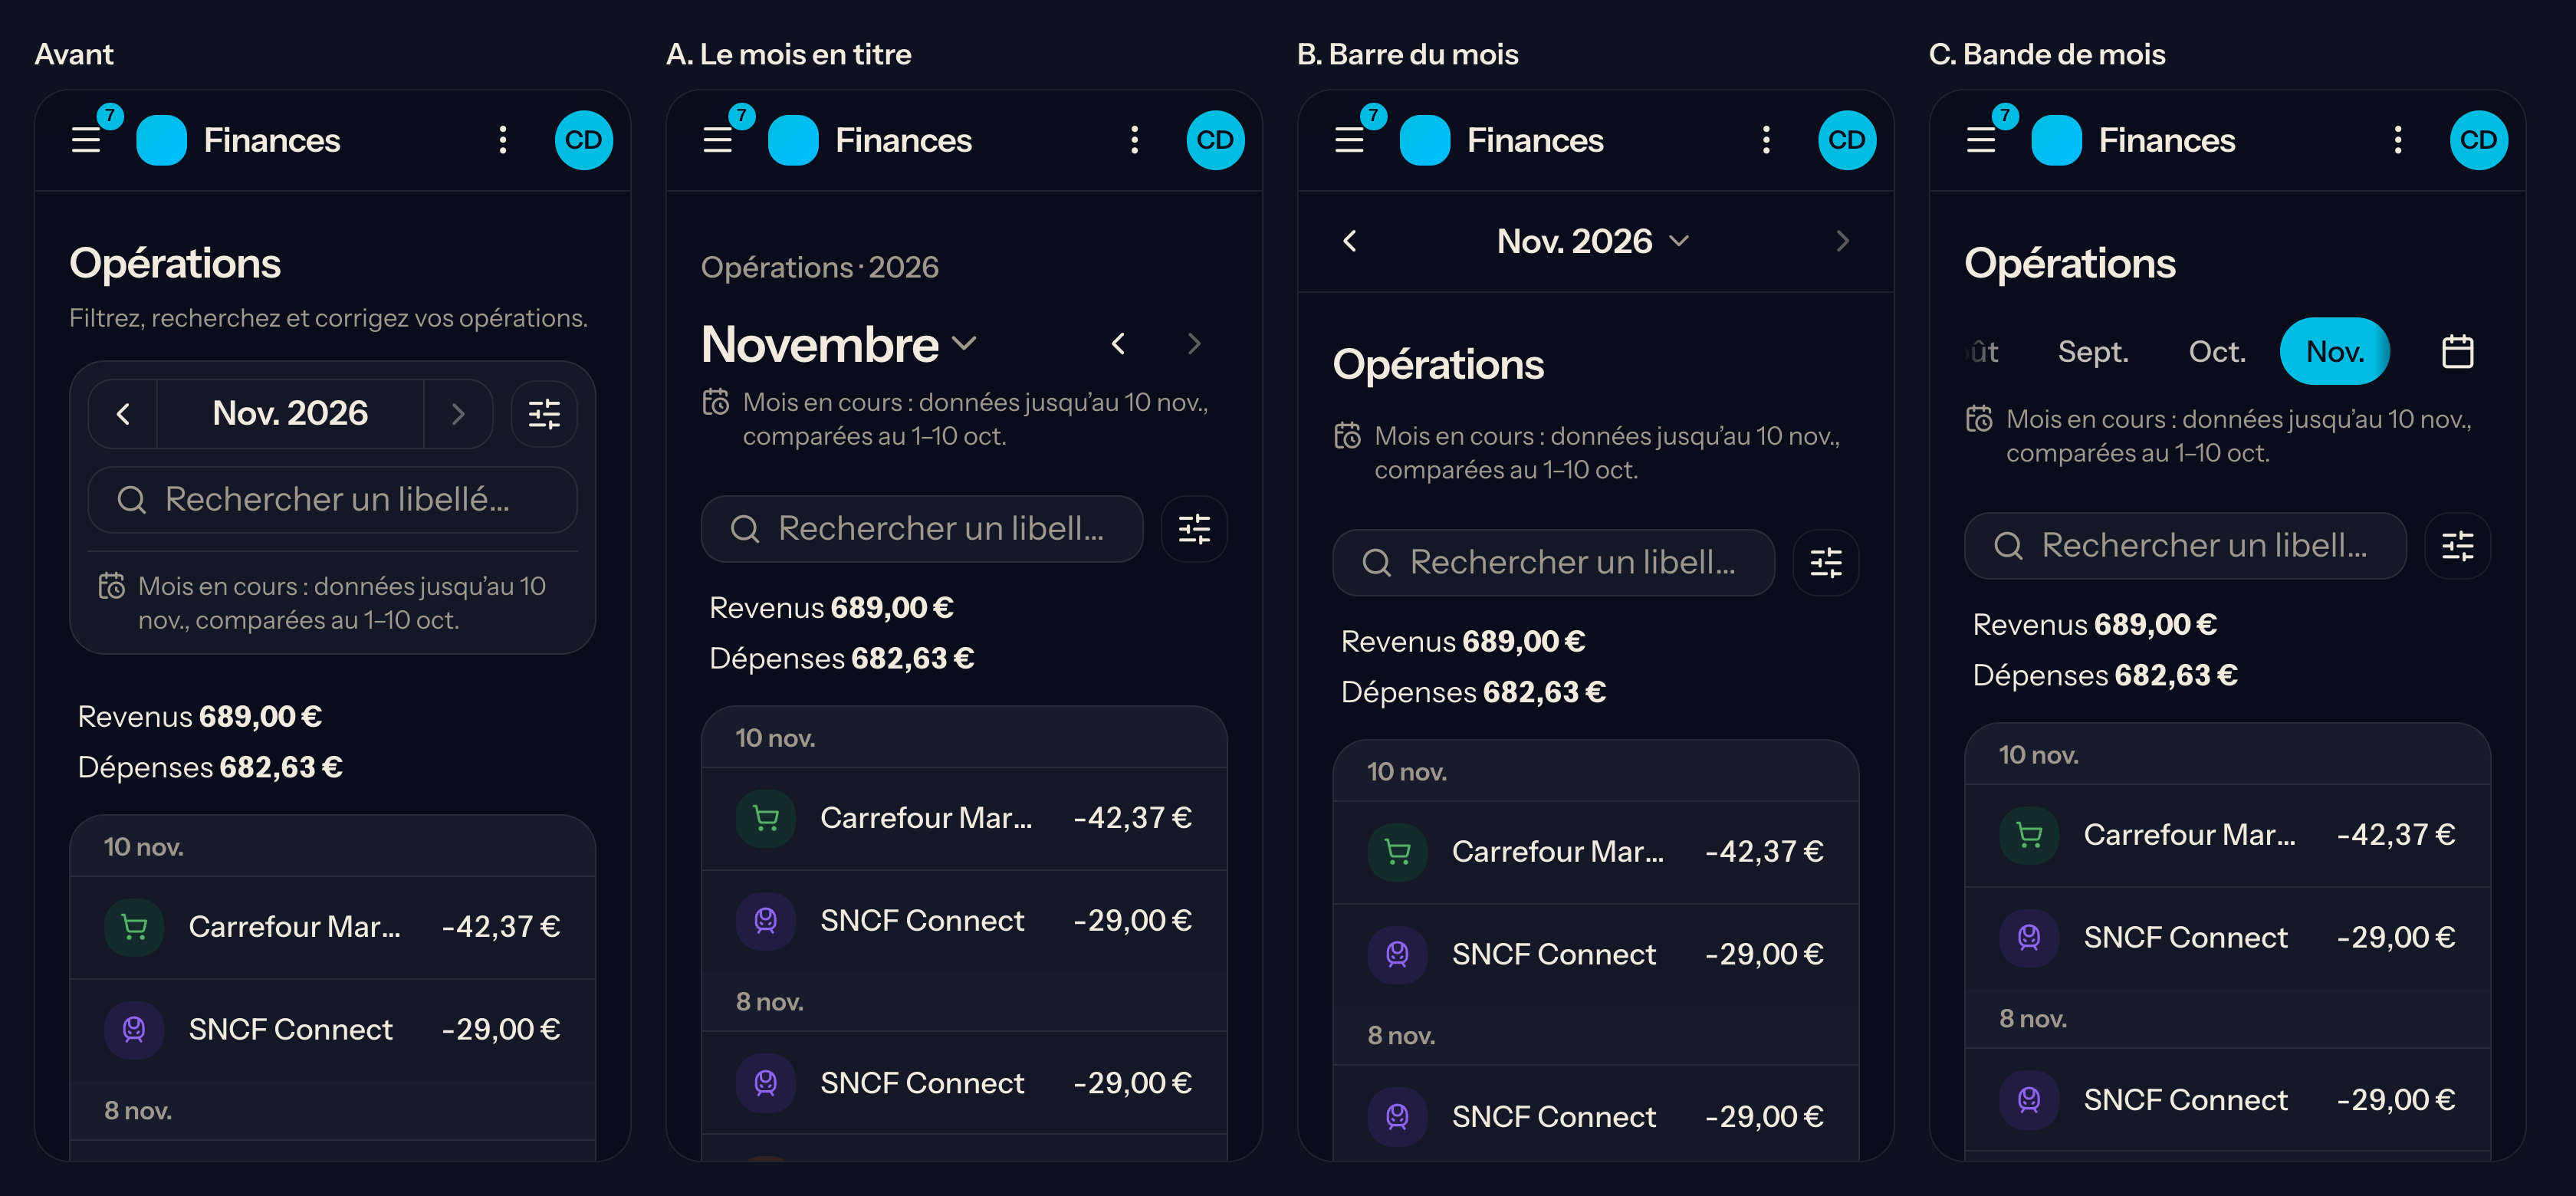 Avant
7
Finances
CD
Opérations
Filtrez, recherchez et corrigez vos opérations.
Nov. 2026
Rechercher un libellé...
Mois en cours : données jusqu’au 10
nov., comparées au 1–10 oct.
Revenus 689,00 €
Dépenses 682,63 €
10 nov.
Carrefour Mar... -42,37 €
SNCF Connect -29,00 €
8 nov.
A. Le mois en titre
7
Finances
CD
Opérations · 2026
Novembre
Mois en cours : données jusqu’au 10 nov.,
comparées au 1–10 oct.
Rechercher un libell...
Revenus 689,00 €
Dépenses 682,63 €
10 nov.
Carrefour Mar... -42,37 €
SNCF Connect -29,00 €
8 nov.
SNCF Connect -29,00 €
B. Barre du mois
7
Finances
CD
Nov. 2026
Opérations
Mois en cours : données jusqu’au 10 nov.,
comparées au 1–10 oct.
Rechercher un libell...
Revenus 689,00 €
Dépenses 682,63 €
10 nov.
Carrefour Mar... -42,37 €
SNCF Connect -29,00 €
8 nov.
SNCF Connect -29,00 €
C. Bande de mois
7
Finances
CD
Opérations
ût Sept. Oct. Nov.
Mois en cours : données jusqu’au 10 nov.,
comparées au 1–10 oct.
Rechercher un libell...
Revenus 689,00 €
Dépenses 682,63 €
10 nov.
Carrefour Mar... -42,37 €
SNCF Connect -29,00 €
8 nov.
SNCF Connect -29,00 €